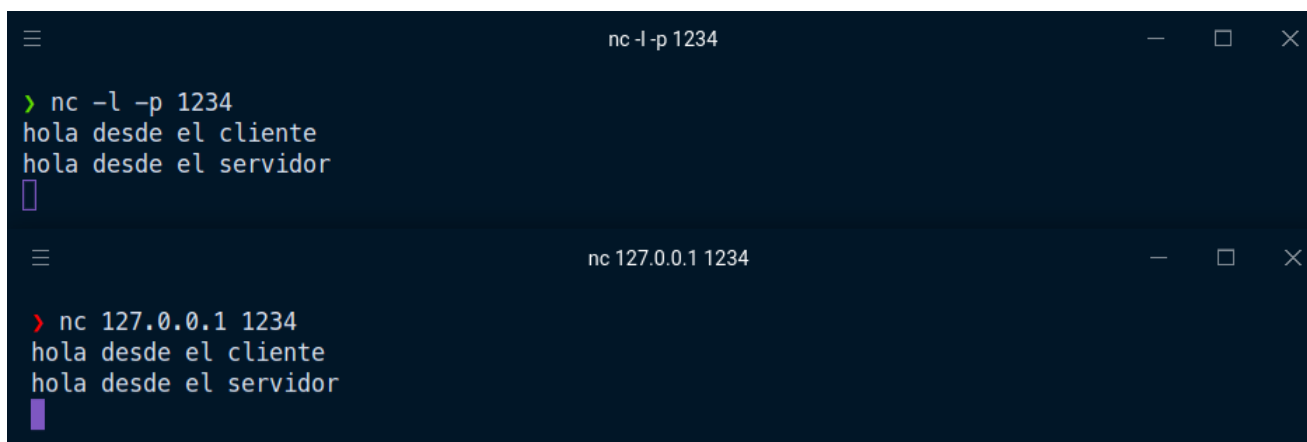 nc -l -p 1234
❯ nc -l -p 1234
hola desde el cliente
hola desde el servidor
nc 127.0.0.1 1234
❯ nc 127.0.0.1 1234
hola desde el cliente
hola desde el servidor